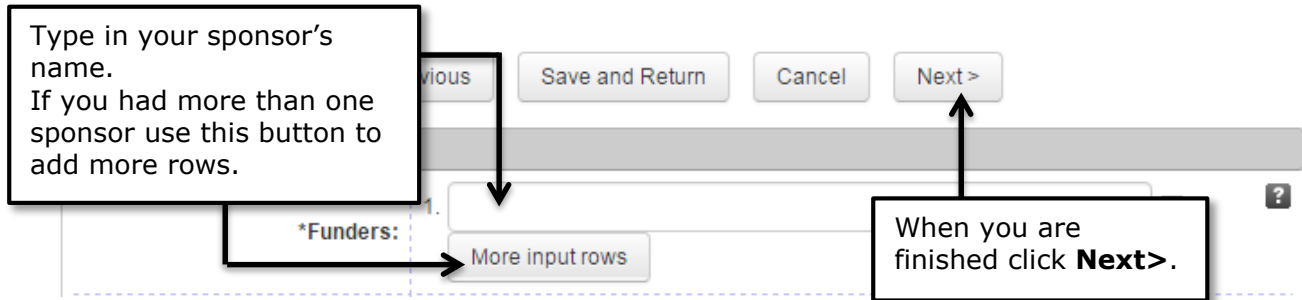 Type in your sponsor’s
name.
If you had more than one
sponsor use this button to
add more rows.
vious
Save and Return
Cancel
Next >
?
1.
*Funders:
More input rows
When you are
finished click Next>.